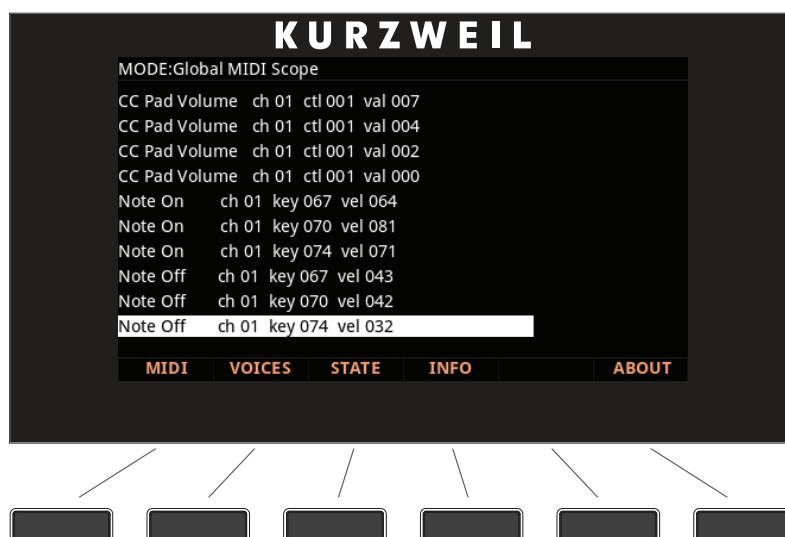 KURZWEIL
MODE:Global MIDI Scope
CC Pad Volume ch 01 ctl 001 val 007
CC Pad Volume ch 01 ctl 001 val 004
CC Pad Volume ch 01 ctl 001 val 002
CC Pad Volume ch 01 ctl 001 val 000
Note On ch 01 key 067 vel 064
Note On ch 01 key 070 vel 081
Note On ch 01 key 074 vel 071
Note Off ch 01 key 067 vel 043
Note Off ch 01 key 070 vel 042
Note Off ch 01 key 074 vel 032
MIDI VOICES STATE INFO ABOUT